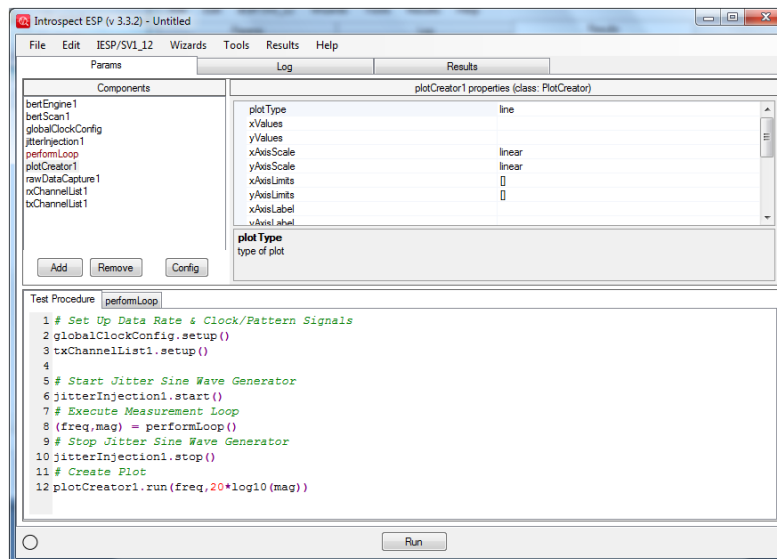 Introspect ESP (v 3.3.2) - Untitled
File Edit IESP/SV1_12 Wizards Tools Results Help
Params Log Results
Components
bertEngine1
bertScan1
globalClockConfig
jitterInjection1
performLoop
plotCreator1
rawDataCapture1
rxChannelList1
txChannelList1
Add Remove Config
plotCreator1 properties (class: PlotCreator)
plotType line
xValues
yValues
xAxisScale linear
yAxisScale linear
xAxisLimits []
yAxisLimits []
xAxisLabel
yAxisLabel
plotType
type of plot
Test Procedure performLoop
1 # Set Up Data Rate & Clock/Pattern Signals
2 globalClockConfig.setup()
3 txChannelList1.setup()
4
5 # Start Jitter Sine Wave Generator
6 jitterInjection1.start()
7 # Execute Measurement Loop
8 (freq,mag) = performLoop()
9 # Stop Jitter Sine Wave Generator
10 jitterInjection1.stop()
11 # Create Plot
12 plotCreator1.run(freq,20*log10(mag))
Run